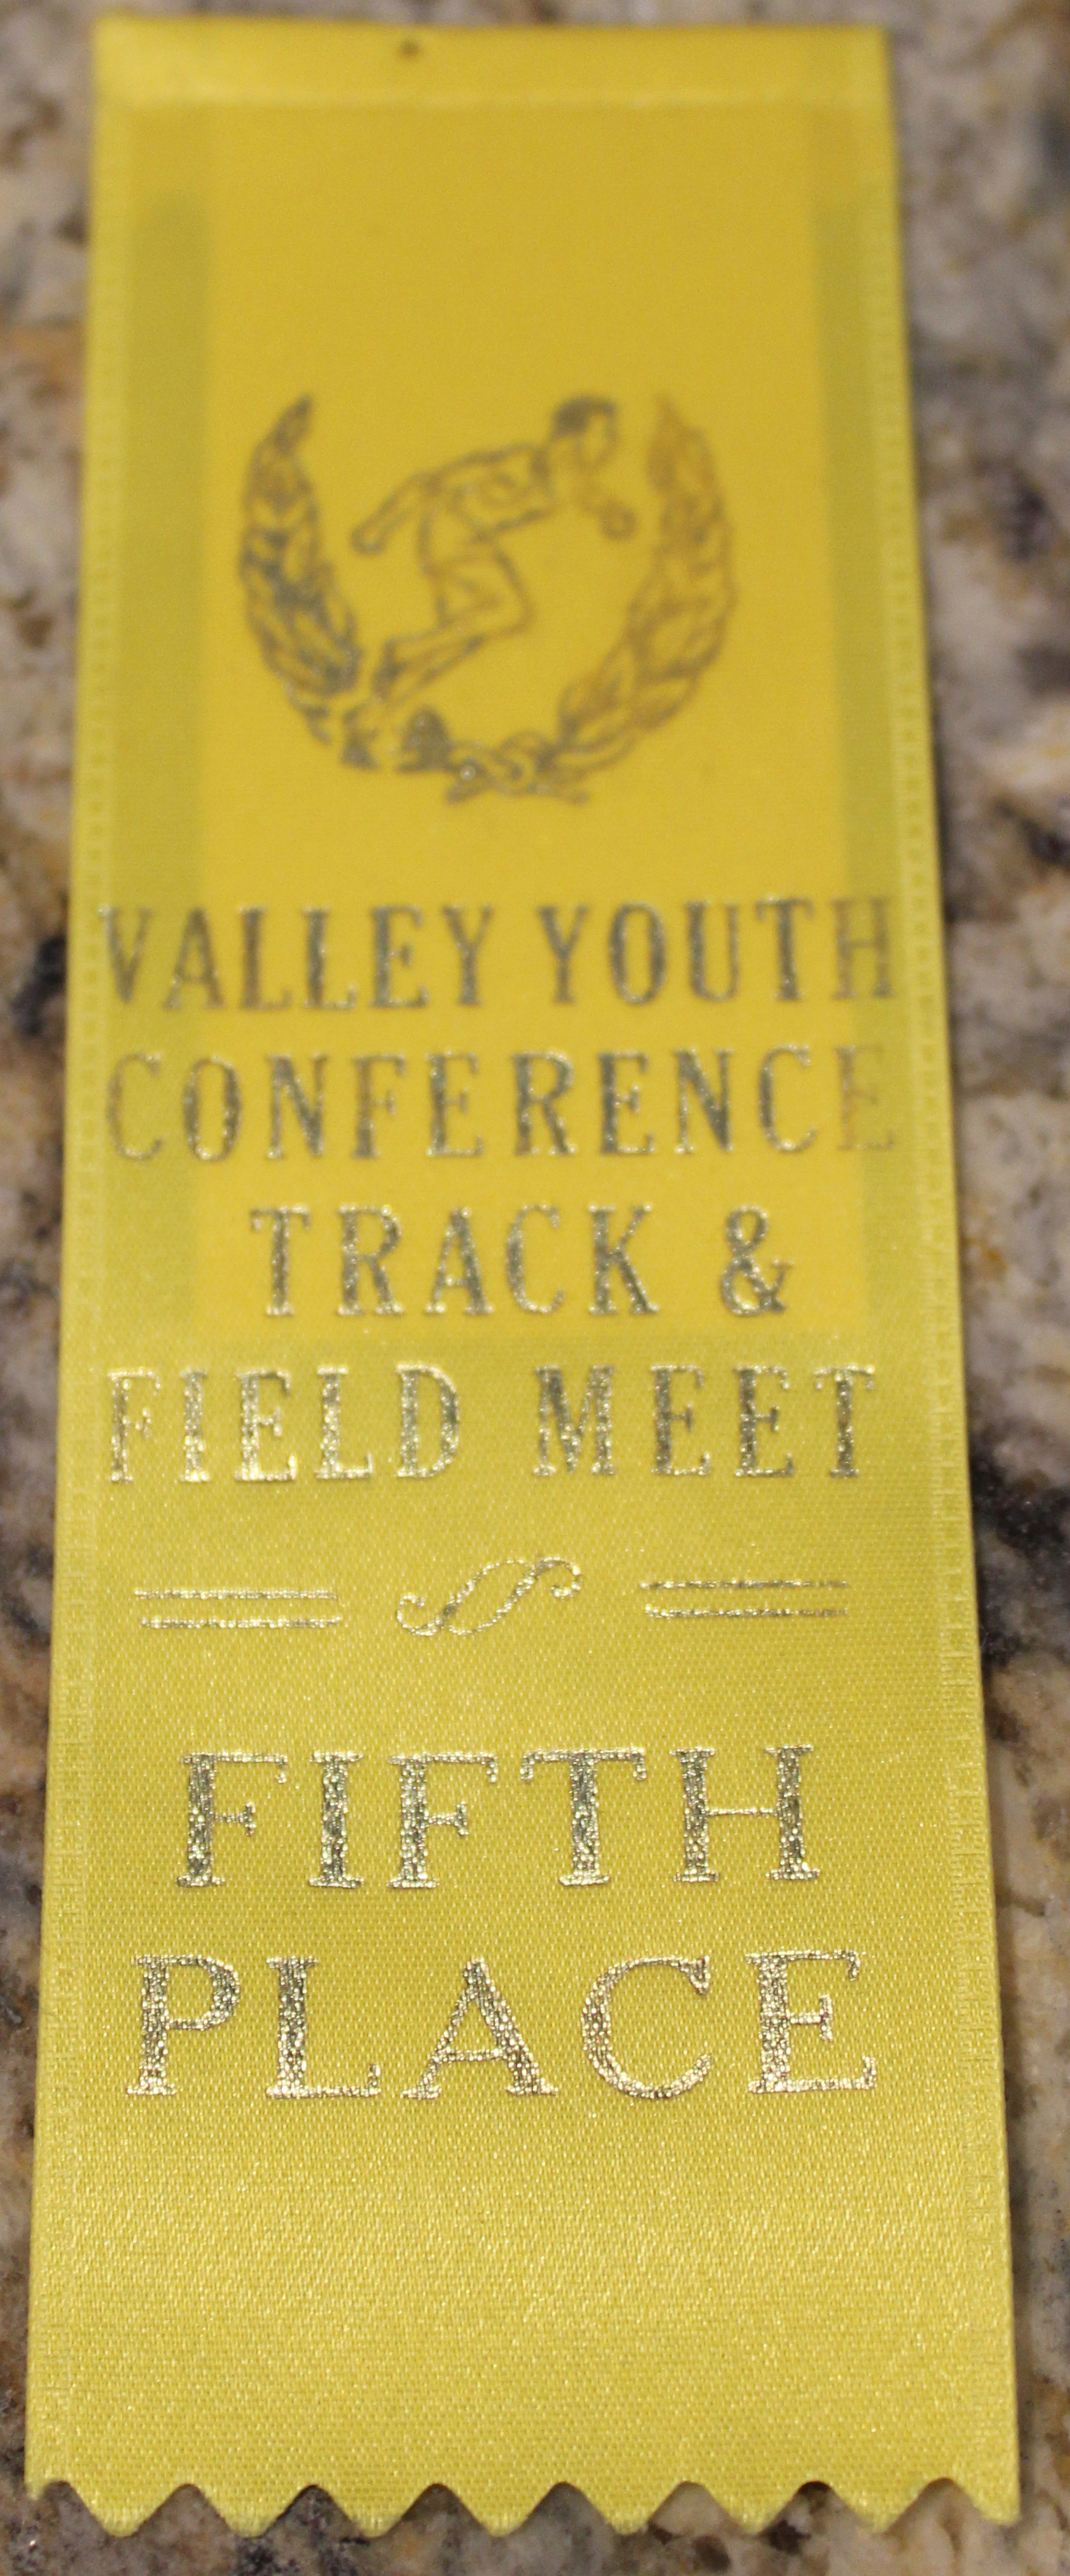 VALLEY YOUTH
CONFERENCE
TRACK &
FIELD MEET
FIFTH
PLACE